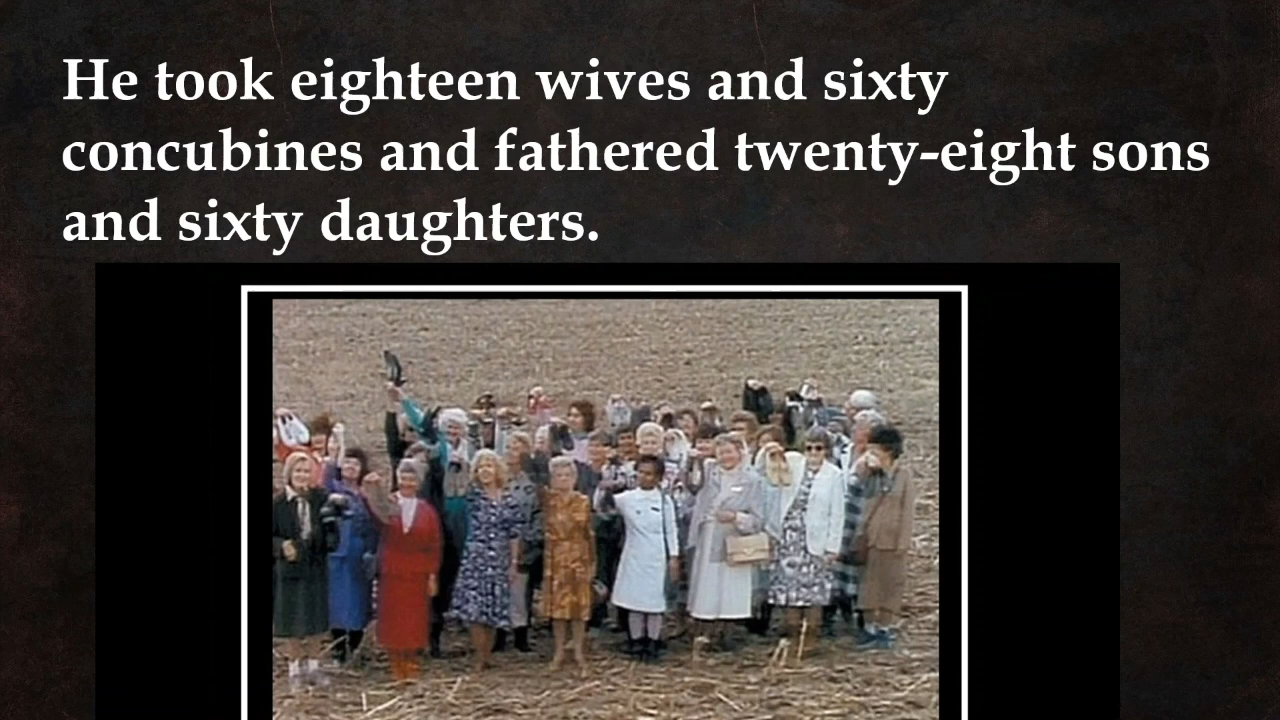 He took eighteen wives and sixty
concubines and fathered twenty-eight sons
and sixty daughters.